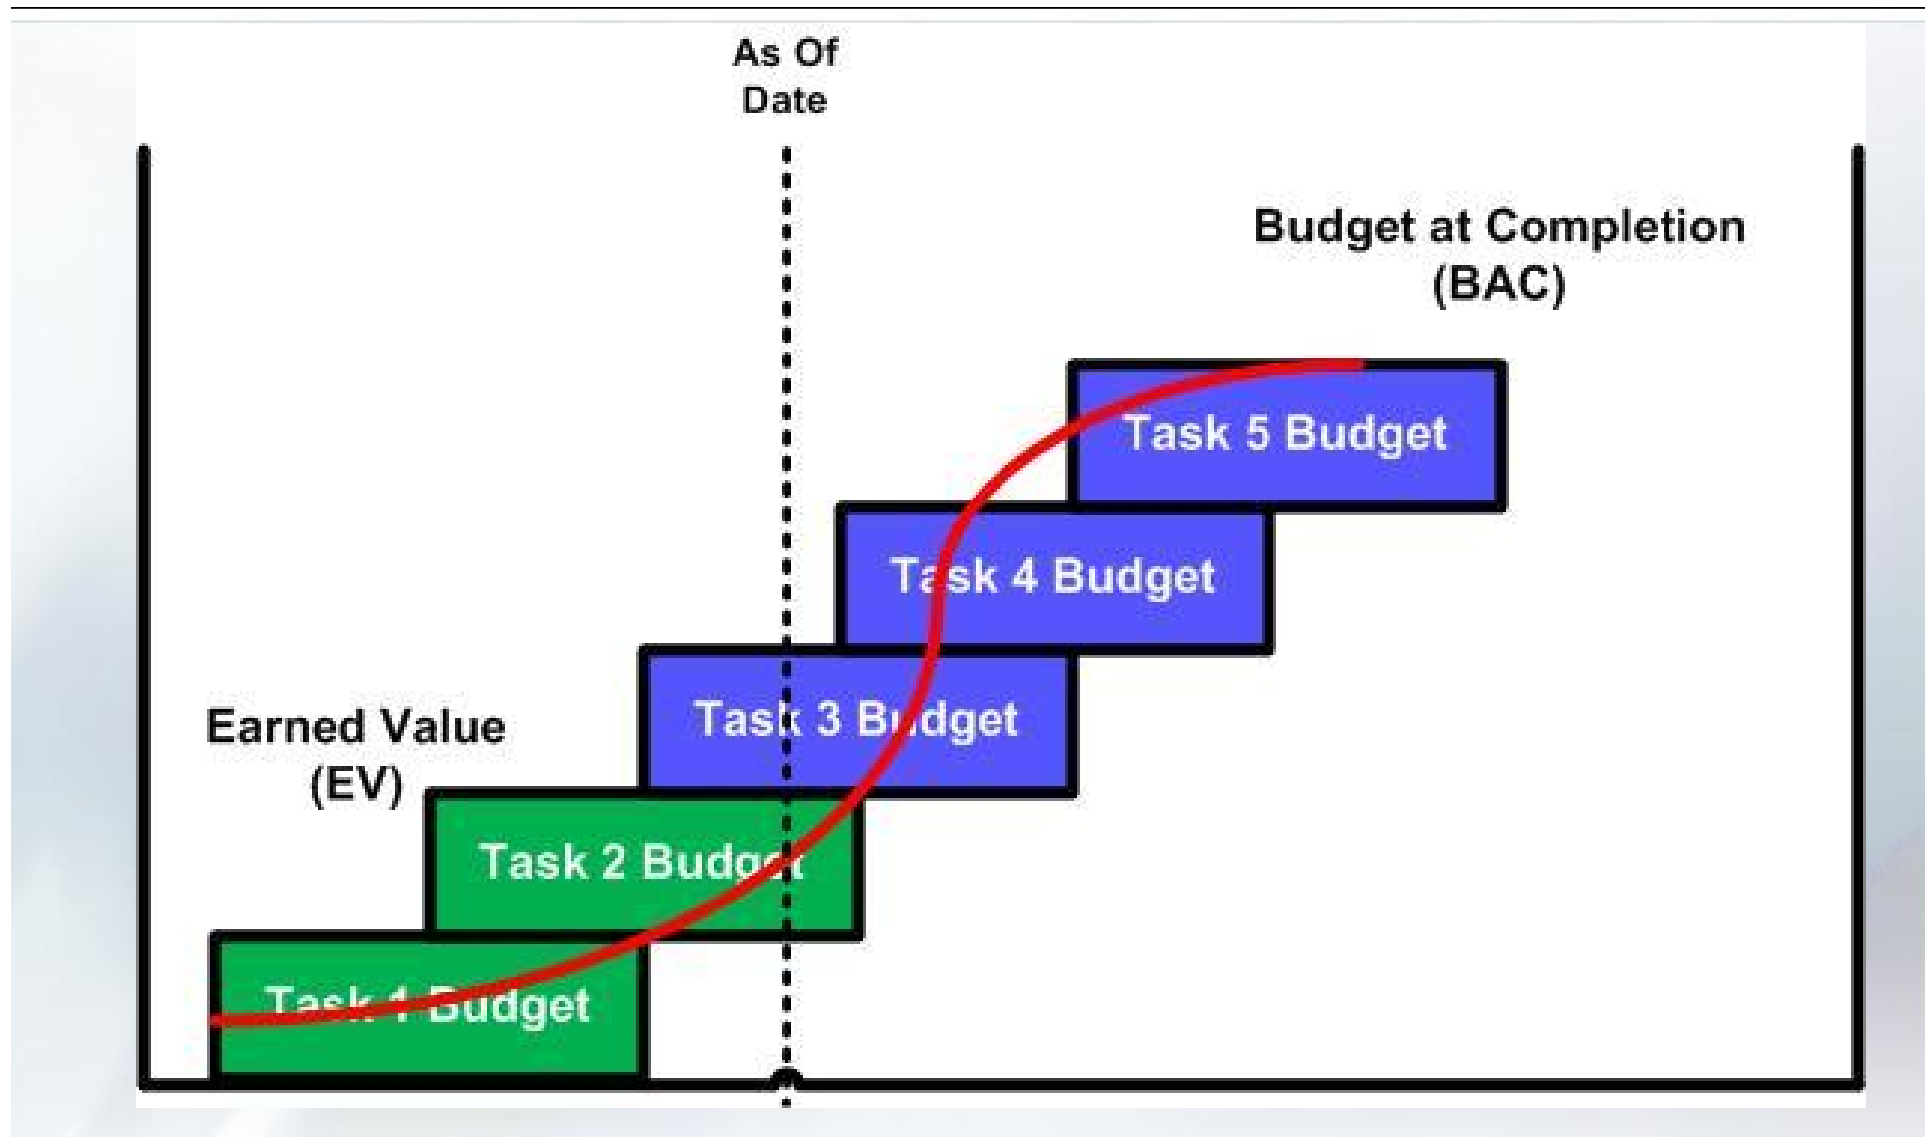 As Of
Date
Budget at Completion
(BAC)
Task 5 Budget
Task 4 Budget
Task 3 Budget
Earned Value
(EV)
Task 2 Budget
Task 1 Budget